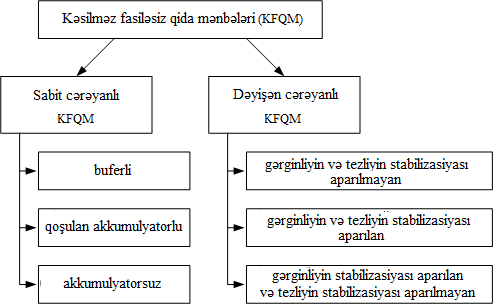 Kəsilməz fasiləsiz qida mənbələri (KFQM)
Sabit cərəyanlı
KFQM
Dəyişən cərəyanlı
KFQM
buferli
qoşulan akkumulyatorlu
akkumulyatorsuz
gərginliyin və tezliyin stabilizasiyası
aparılmayan
gərginliyin və tezliyin stabilizasiyası
aparılan
gərginliyin stabilizasiyası aparılan
və tezliyin stabilizasiyası aparılmayan